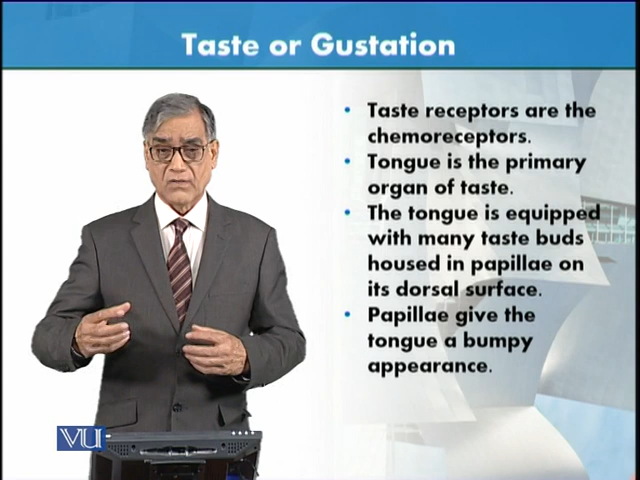 Taste or Gustation
• Taste receptors are the
chemoreceptors.
• Tongue is the primary
organ of taste.
• The tongue is equipped
with many taste buds
housed in papillae on
its dorsal surface.
• Papillae give the
tongue a bumpy
appearance.
VU